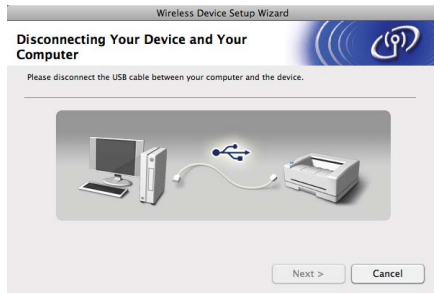 Wireless Device Setup Wizard
Disconnecting Your Device and Your
Computer
Please disconnect the USB cable between your computer and the device.
Next >
Cancel